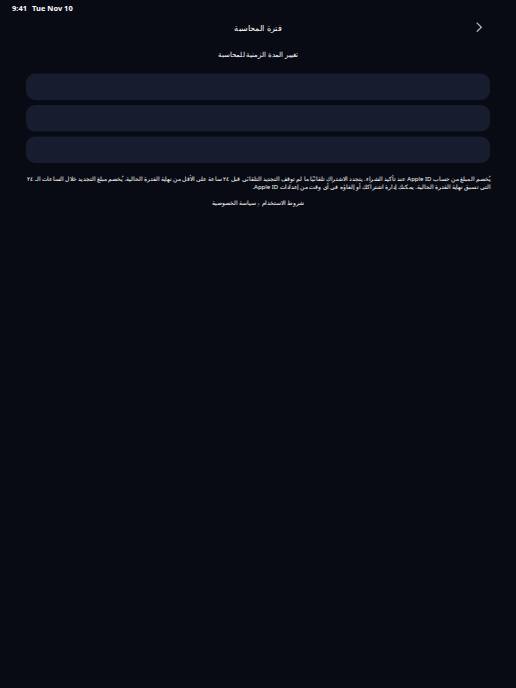 9:41 Tue Nov 10
فترة المحاسبة
تغيير المدة الزمنية للمحاسبة
يُخصم المبلغ من حساب Apple ID عند تأكيد الشراء. يتجدد الاشتراك تلقائيًا ما لم توقف التجديد التلقائي قبل ٢٤ ساعة على الأقل من نهاية الفترة الحالية. يُخصم مبلغ التجديد خلال الساعات الـ ٢٤
التي تسبق نهاية الفترة الحالية. يمكنك إدارة اشتراكك أو إلغاؤه في أي وقت من إعدادات Apple ID.
شروط الاستخدام ، سياسة الخصوصية